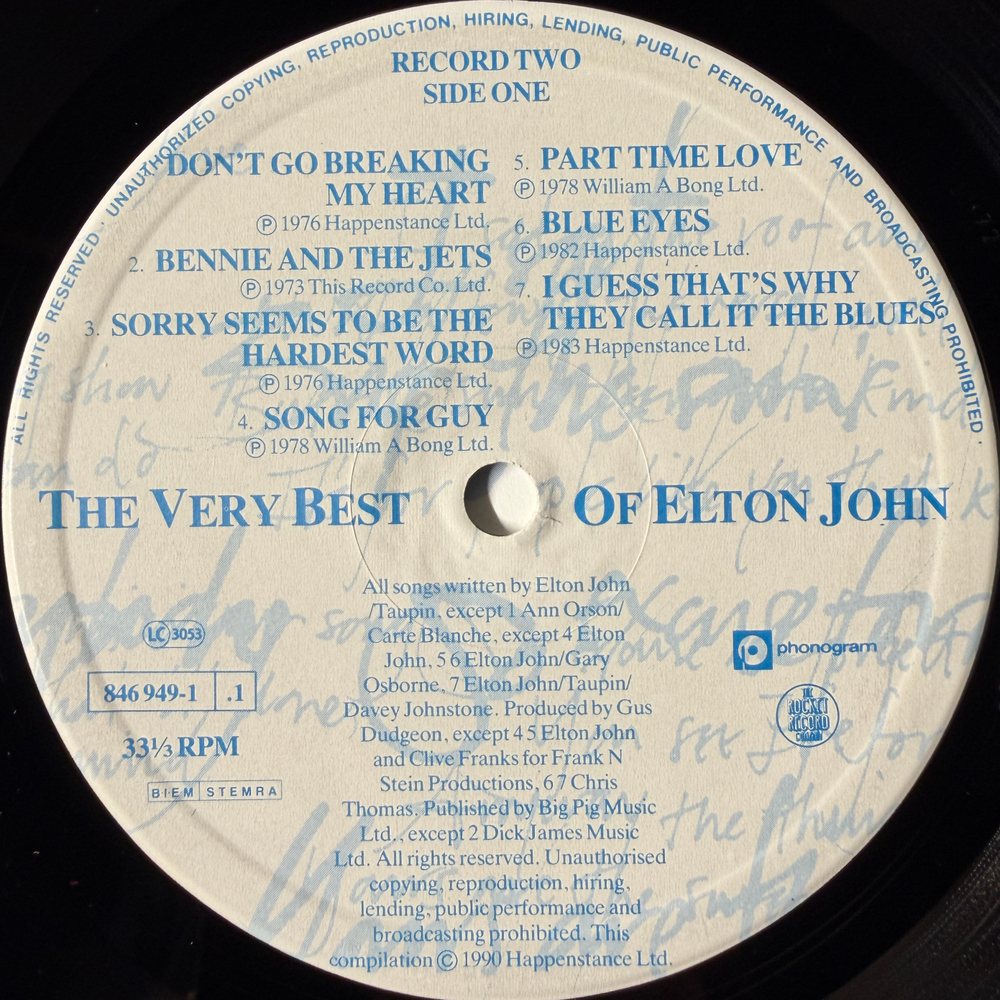 ALL RIGHTS RESERVED · UNAUTHORIZED COPYING, REPRODUCTION, HIRING, LENDING, PUBLIC PERFORMANCE AND BROADCASTING PROHIBITED ·
RECORD TWO
SIDE ONE
DON'T GO BREAKING
MY HEART
Ⓟ 1976 Happenstance Ltd.
2. BENNIE AND THE JETS
Ⓟ 1973 This Record Co. Ltd.
3. SORRY SEEMS TO BE THE
HARDEST WORD
Ⓟ 1976 Happenstance Ltd.
4. SONG FOR GUY
Ⓟ 1978 William A Bong Ltd.
5. PART TIME LOVE
Ⓟ 1978 William A Bong Ltd.
6. BLUE EYES
Ⓟ 1982 Happenstance Ltd.
7. I GUESS THAT'S WHY
THEY CALL IT THE BLUES
Ⓟ 1983 Happenstance Ltd.
THE VERY BEST OF ELTON JOHN
All songs written by Elton John
/Taupin, except 1 Ann Orson/
Carte Blanche, except 4 Elton
John, 5 6 Elton John/Gary
Osborne, 7 Elton John/Taupin/
Davey Johnstone. Produced by Gus
Dudgeon, except 4 5 Elton John
and Clive Franks for Frank N
Stein Productions, 6 7 Chris
Thomas. Published by Big Pig Music
Ltd., except 2 Dick James Music
Ltd. All rights reserved. Unauthorised
copying, reproduction, hiring,
lending, public performance and
broadcasting prohibited. This
compilation © 1990 Happenstance Ltd.
LC 3053
846 949-1 .1
33⅓ RPM
BIEM STEMRA
phonogram
THE
ROCKET
RECORD
COMPANY